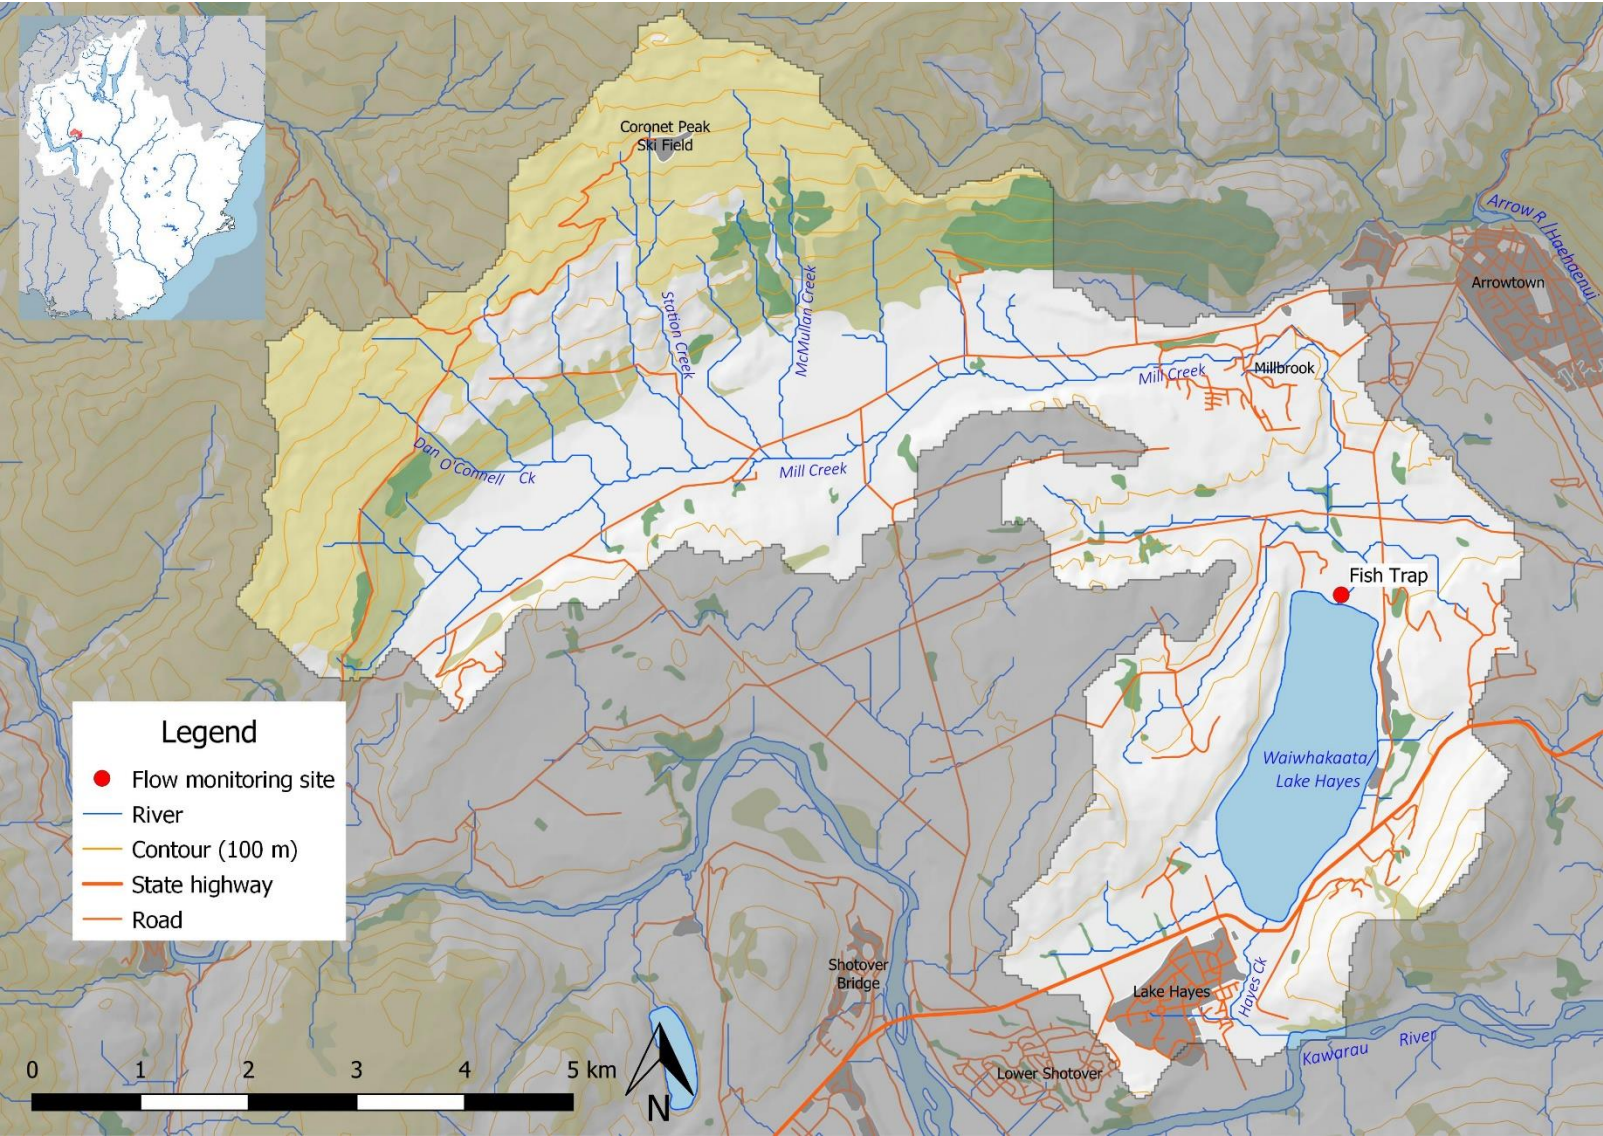 Coronet Peak
Ski Field
Arrow R / Haehaenui
Arrowtown
Station Creek
McMullan Creek
Mill Creek
Millbrook
Dan O'Connell Ck
Mill Creek
Fish Trap
Waiwhakaata/
Lake Hayes
Legend
Flow monitoring site
River
Contour (100 m)
State highway
Road
Shotover
Bridge
Lake Hayes
Hayes Ck
Kawarau River
Lower Shotover
0 1 2 3 4 5 km
N